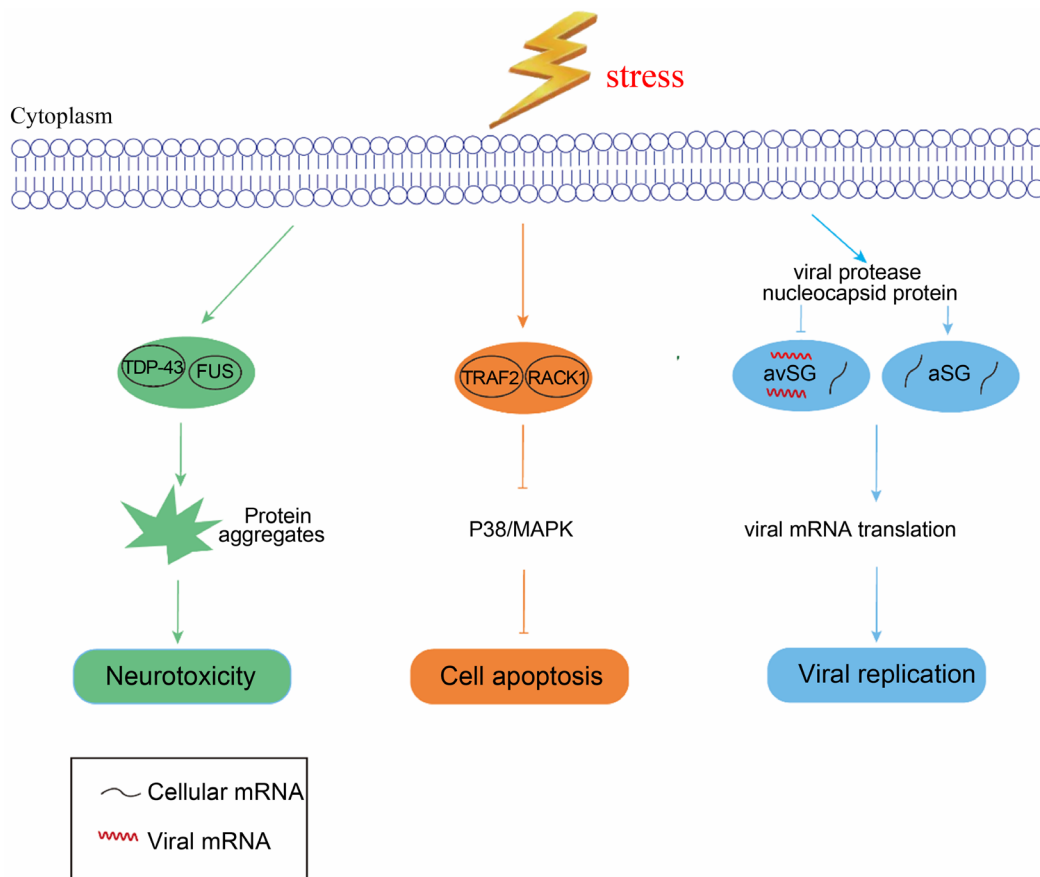 stress
Cytoplasm
viral protease
nucleocapsid protein
TDP-43
FUS
TRAF2
RACK1
avSG
aSG
Protein
aggregates
P38/MAPK
viral mRNA translation
Neurotoxicity
Cell apoptosis
Viral replication
Cellular mRNA
Viral mRNA